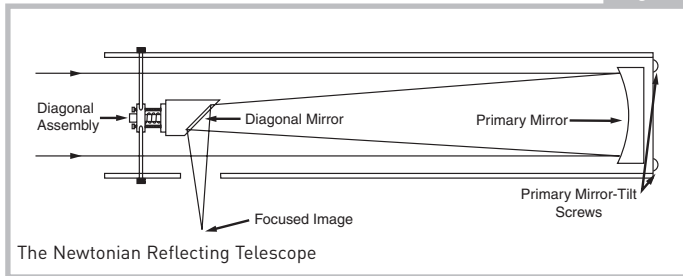 Diagonal
Assembly
Diagonal Mirror
Primary Mirror
Primary Mirror-Tilt
Screws
Focused Image
The Newtonian Reflecting Telescope